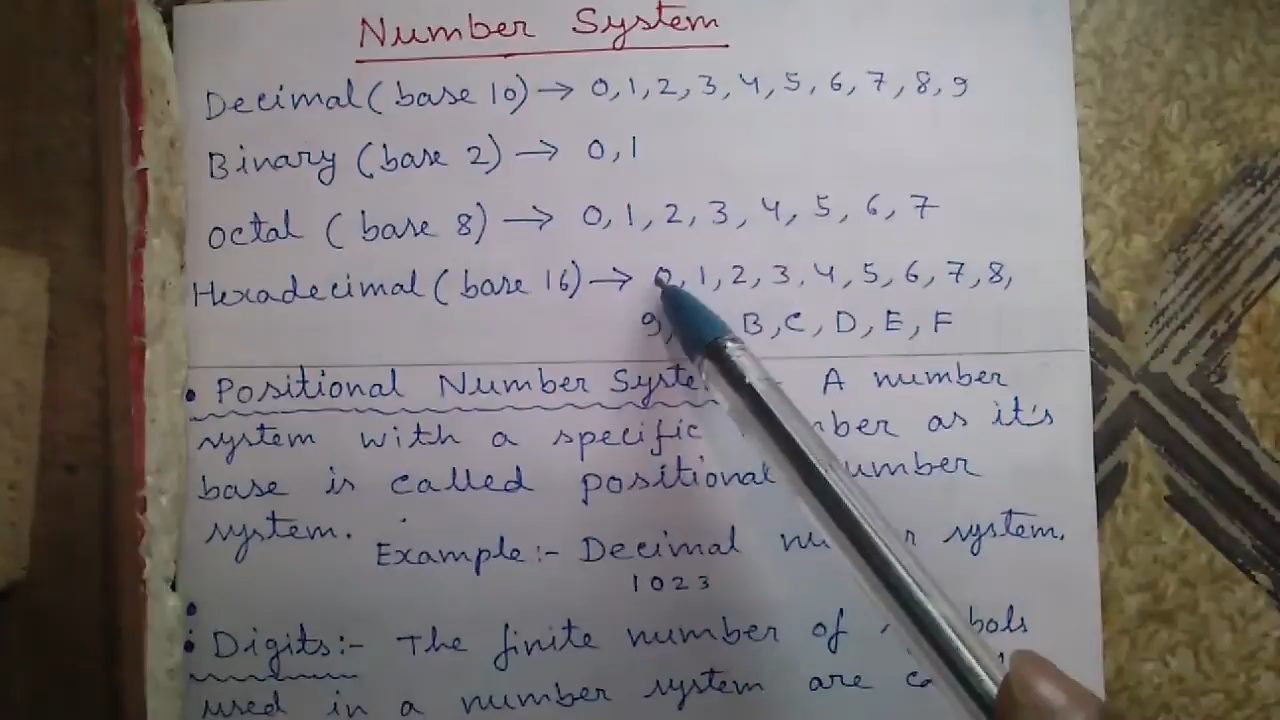 Number System
Decimal (base 10) → 0, 1, 2, 3, 4, 5, 6, 7, 8, 9
Binary (base 2) → 0, 1
Octal (base 8) → 0, 1, 2, 3, 4, 5, 6, 7
Hexadecimal (base 16) → 0, 1, 2, 3, 4, 5, 6, 7, 8,
9, B, C, D, E, F
• Positional Number A number
system with a specific as it's
base is called positional
system. Example:- Decimal system.
1023
• Digits:- The finite number of
used in a number system are